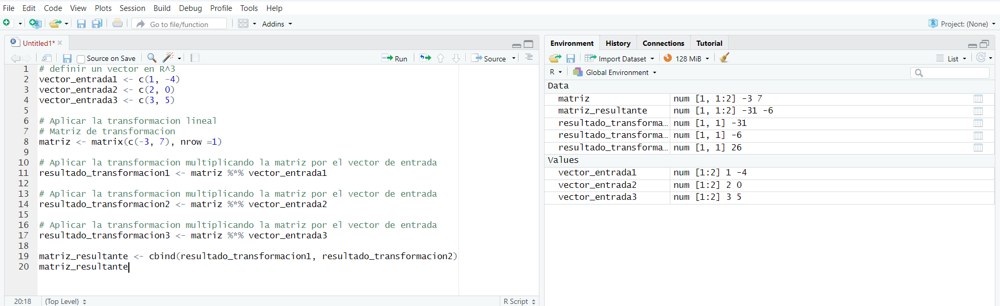 File Edit Code View Plots Session Build Debug Profile Tools Help
Go to file/function Addins Project: (None)
Untitled1*
Source on Save Run Source
1 # definir un vector en R^3
2 vector_entrada1 <- c(1, -4)
3 vector_entrada2 <- c(2, 0)
4 vector_entrada3 <- c(3, 5)
5
6 # Aplicar la transformacion lineal
7 # Matriz de transformacion
8 matriz <- matrix(c(-3, 7), nrow =1)
9
10 # Aplicar la transformacion multiplicando la matriz por el vector de entrada
11 resultado_transformacion1 <- matriz %*% vector_entrada1
12
13 # Aplicar la transformacion multiplicando la matriz por el vector de entrada
14 resultado_transformacion2 <- matriz %*% vector_entrada2
15
16 # Aplicar la transformacion multiplicando la matriz por el vector de entrada
17 resultado_transformacion3 <- matriz %*% vector_entrada3
18
19 matriz_resultante <- cbind(resultado_transformacion1, resultado_transformacion2)
20 matriz_resultante
20:18 (Top Level) R Script
Environment History Connections Tutorial
Import Dataset 128 MiB List
R Global Environment
Data
matriz num [1, 1:2] -3 7
matriz_resultante num [1, 1:2] -31 -6
resultado_transforma… num [1, 1] -31
resultado_transforma… num [1, 1] -6
resultado_transforma… num [1, 1] 26
Values
vector_entrada1 num [1:2] 1 -4
vector_entrada2 num [1:2] 2 0
vector_entrada3 num [1:2] 3 5